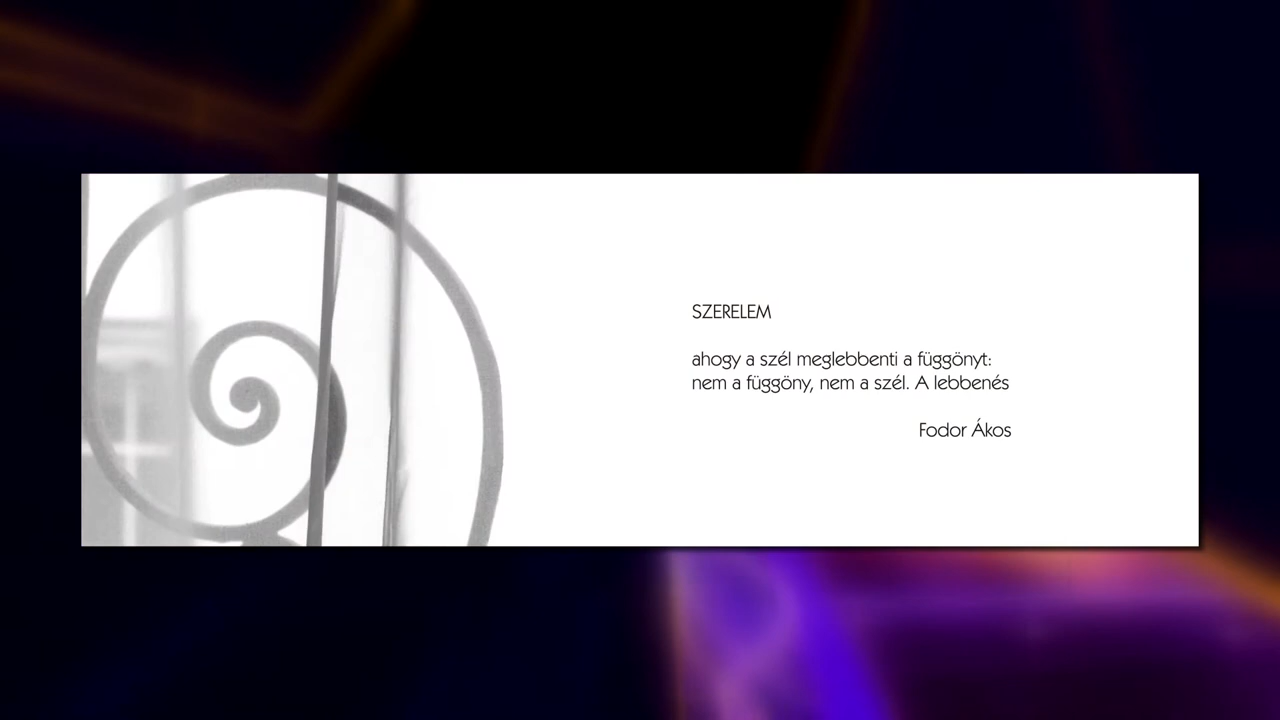 SZERELEM
ahogy a szél meglebbenti a függönyt:
nem a függöny, nem a szél. A lebbenés
Fodor Ákos